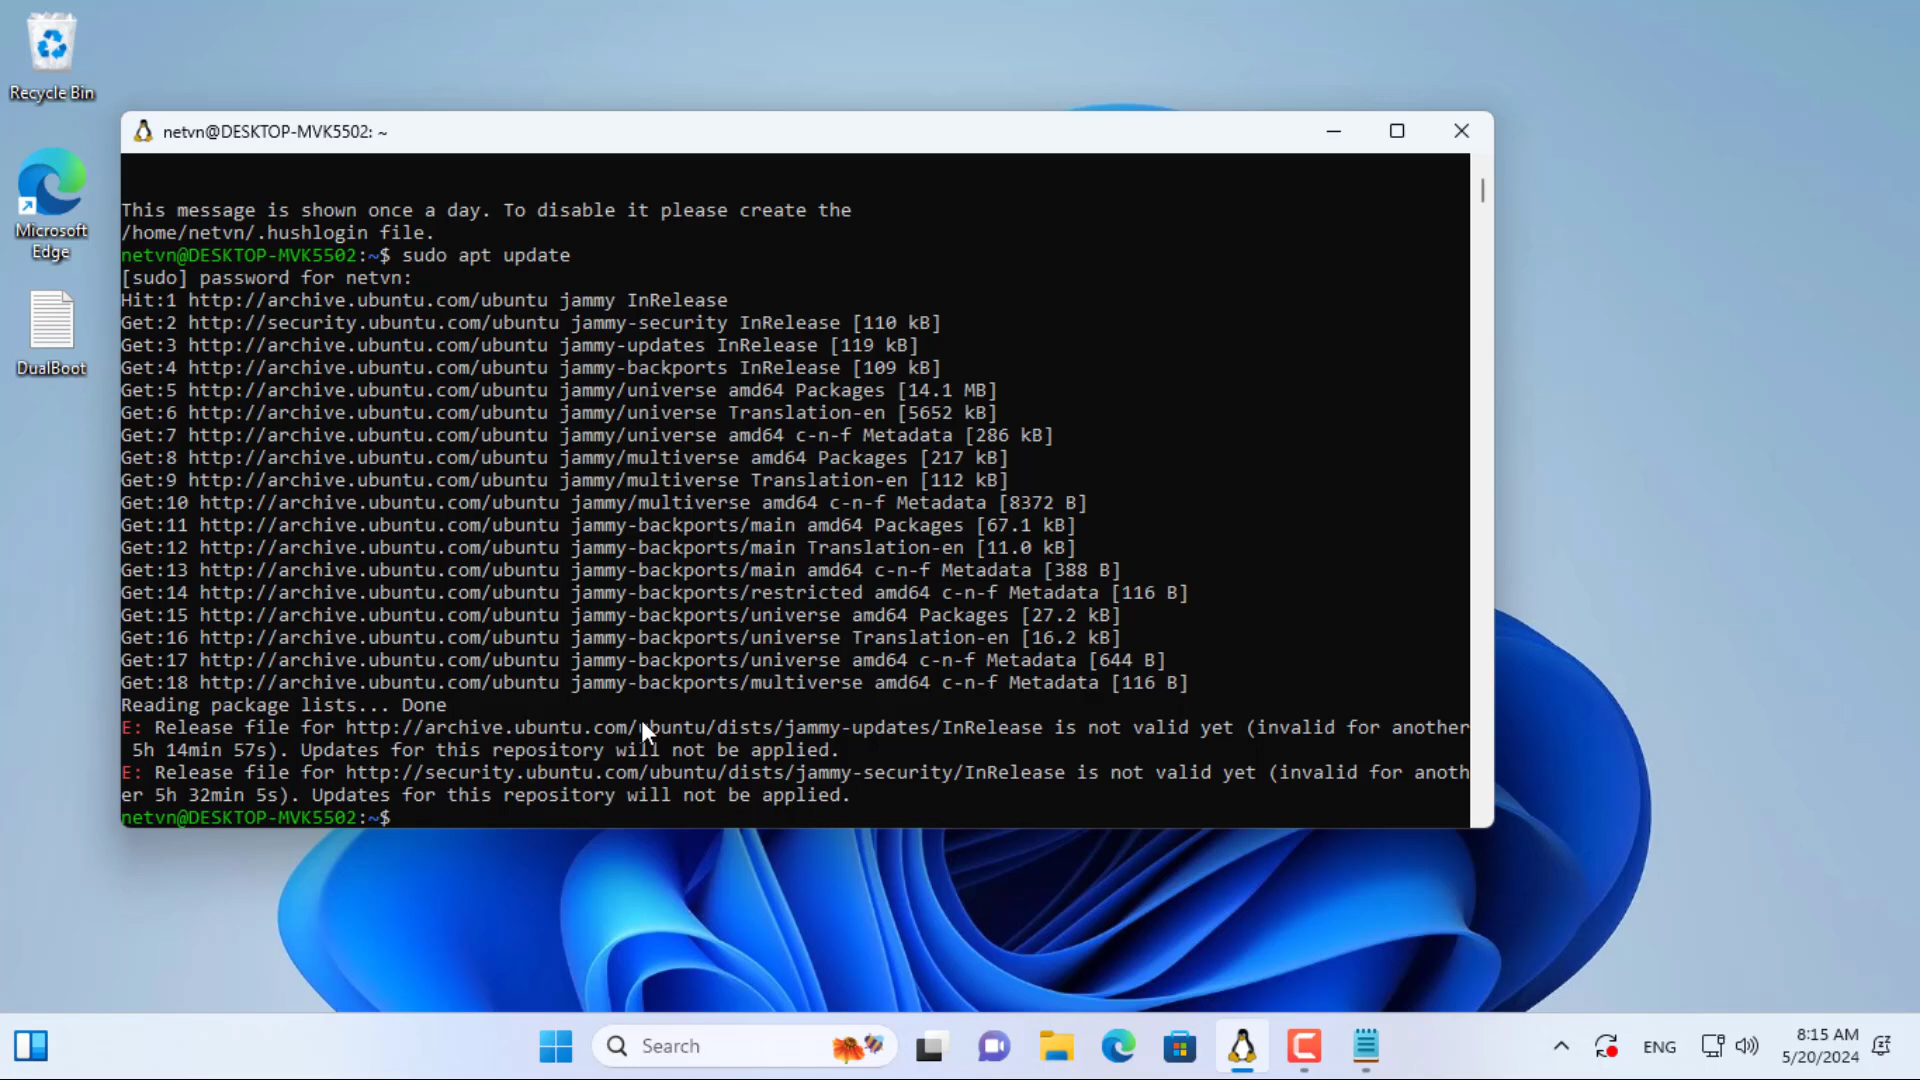 Recycle Bin
Microsoft
Edge
DualBoot
netvn@DESKTOP-MVK5502: ~
This message is shown once a day. To disable it please create the
/home/netvn/.hushlogin file.
netvn@DESKTOP-MVK5502:~$ sudo apt update
[sudo] password for netvn:
Hit:1 http://archive.ubuntu.com/ubuntu jammy InRelease
Get:2 http://security.ubuntu.com/ubuntu jammy-security InRelease [110 kB]
Get:3 http://archive.ubuntu.com/ubuntu jammy-updates InRelease [119 kB]
Get:4 http://archive.ubuntu.com/ubuntu jammy-backports InRelease [109 kB]
Get:5 http://archive.ubuntu.com/ubuntu jammy/universe amd64 Packages [14.1 MB]
Get:6 http://archive.ubuntu.com/ubuntu jammy/universe Translation-en [5652 kB]
Get:7 http://archive.ubuntu.com/ubuntu jammy/universe amd64 c-n-f Metadata [286 kB]
Get:8 http://archive.ubuntu.com/ubuntu jammy/multiverse amd64 Packages [217 kB]
Get:9 http://archive.ubuntu.com/ubuntu jammy/multiverse Translation-en [112 kB]
Get:10 http://archive.ubuntu.com/ubuntu jammy/multiverse amd64 c-n-f Metadata [8372 B]
Get:11 http://archive.ubuntu.com/ubuntu jammy-backports/main amd64 Packages [67.1 kB]
Get:12 http://archive.ubuntu.com/ubuntu jammy-backports/main Translation-en [11.0 kB]
Get:13 http://archive.ubuntu.com/ubuntu jammy-backports/main amd64 c-n-f Metadata [388 B]
Get:14 http://archive.ubuntu.com/ubuntu jammy-backports/restricted amd64 c-n-f Metadata [116 B]
Get:15 http://archive.ubuntu.com/ubuntu jammy-backports/universe amd64 Packages [27.2 kB]
Get:16 http://archive.ubuntu.com/ubuntu jammy-backports/universe Translation-en [16.2 kB]
Get:17 http://archive.ubuntu.com/ubuntu jammy-backports/universe amd64 c-n-f Metadata [644 B]
Get:18 http://archive.ubuntu.com/ubuntu jammy-backports/multiverse amd64 c-n-f Metadata [116 B]
Reading package lists... Done
E: Release file for http://archive.ubuntu.com/ubuntu/dists/jammy-updates/InRelease is not valid yet (invalid for another
 5h 14min 57s). Updates for this repository will not be applied.
E: Release file for http://security.ubuntu.com/ubuntu/dists/jammy-security/InRelease is not valid yet (invalid for anoth
er 5h 32min 5s). Updates for this repository will not be applied.
netvn@DESKTOP-MVK5502:~$
Search
ENG
8:15 AM
5/20/2024